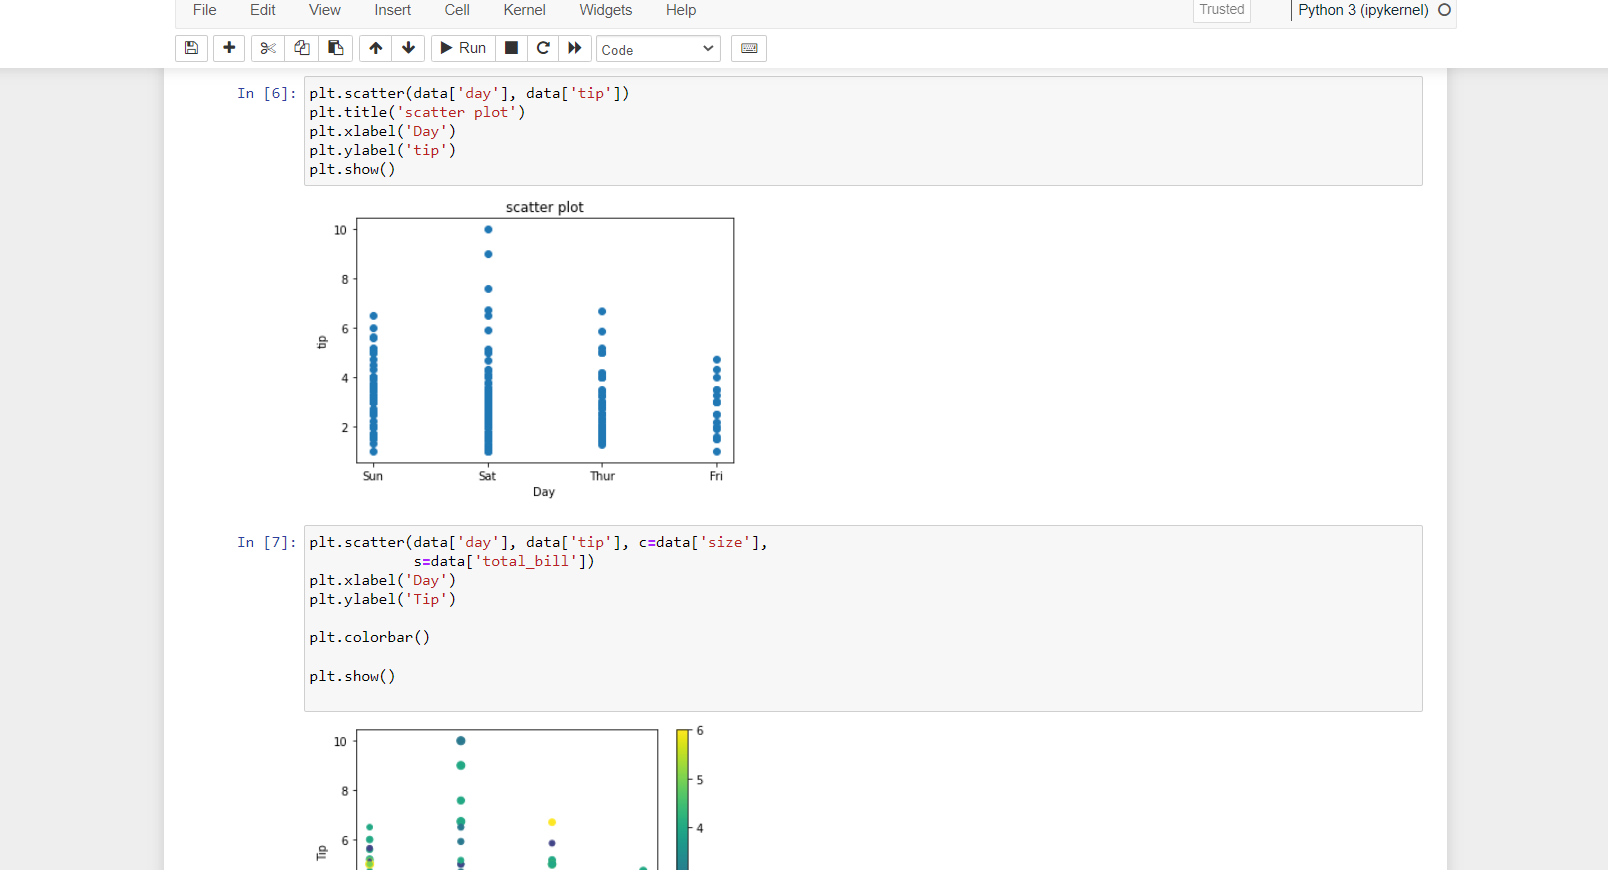 File Edit View Insert Cell Kernel Widgets Help Trusted Python 3 (ipykernel)
Run Code
In [6]: plt.scatter(data['day'], data['tip'])
plt.title('scatter plot')
plt.xlabel('Day')
plt.ylabel('tip')
plt.show()
scatter plot
10
8
6
4
2
tip
Sun Sat Thur Fri
Day
In [7]: plt.scatter(data['day'], data['tip'], c=data['size'],
s=data['total_bill'])
plt.xlabel('Day')
plt.ylabel('Tip')
plt.colorbar()
plt.show()
10
8
6
Tip
6
5
4